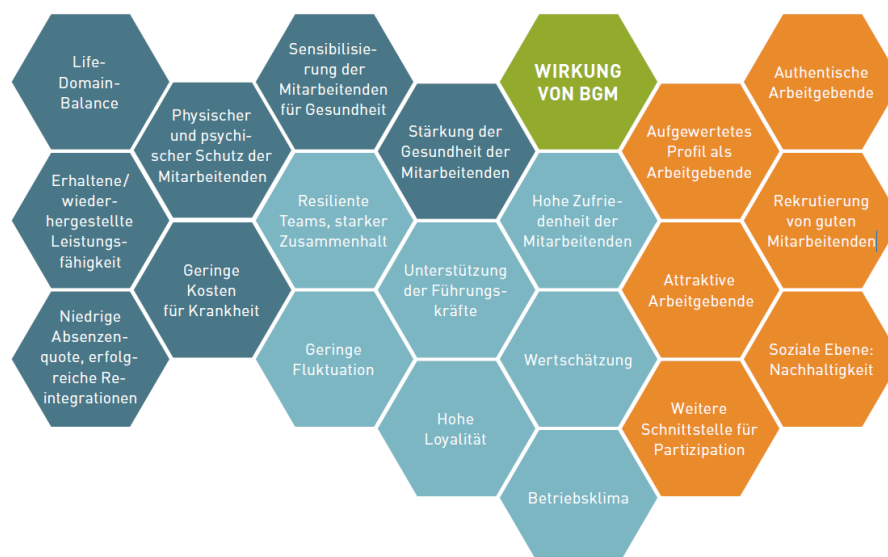 Life-
Domain-
Balance
Erhaltene/
wieder-
hergestellte
Leistungs-
fähigkeit
Niedrige
Absenzen-
quote, erfolg-
reiche Re-
integrationen
Physischer
und psychi-
scher Schutz der
Mitarbeitenden
Geringe
Kosten
für Krankheit
Sensibilisie-
rung der
Mitarbeitenden
für Gesundheit
Resiliente
Teams, starker
Zusammenhalt
Geringe
Fluktuation
Stärkung der
Gesundheit der
Mitarbeitenden
Unterstützung
der Führungs-
kräfte
Hohe
Loyalität
WIRKUNG
VON BGM
Hohe Zufrie-
denheit der
Mitarbeitenden
Wertschätzung
Betriebsklima
Aufgewertetes
Profil als
Arbeitgebende
Attraktive
Arbeitgebende
Weitere
Schnittstelle für
Partizipation
Authentische
Arbeitgebende
Rekrutierung
von guten
Mitarbeitenden
Soziale Ebene:
Nachhaltigkeit